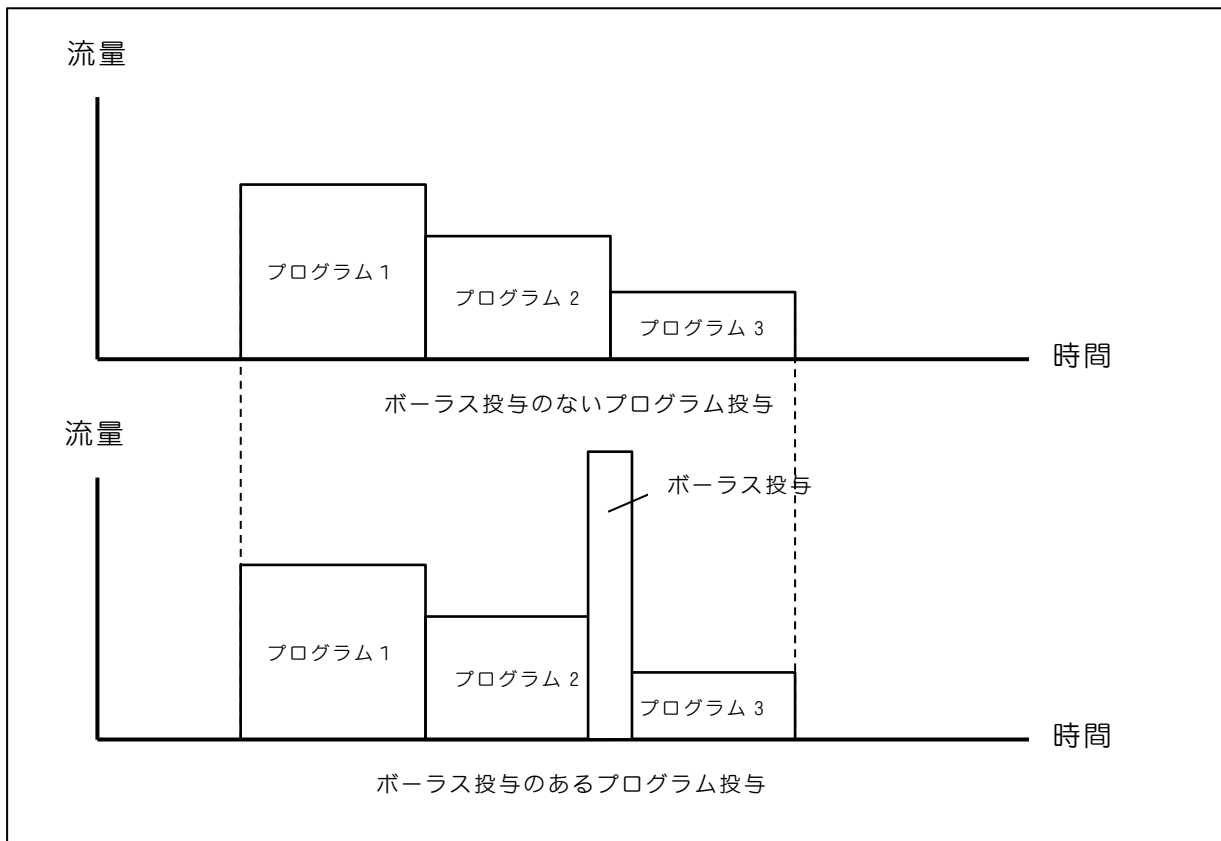 流量
プログラム１
プログラム 2
プログラム 3
時間
ボーラス投与のないプログラム投与
流量
ボーラス投与
プログラム１
プログラム 2
プログラム 3
時間
ボーラス投与のあるプログラム投与